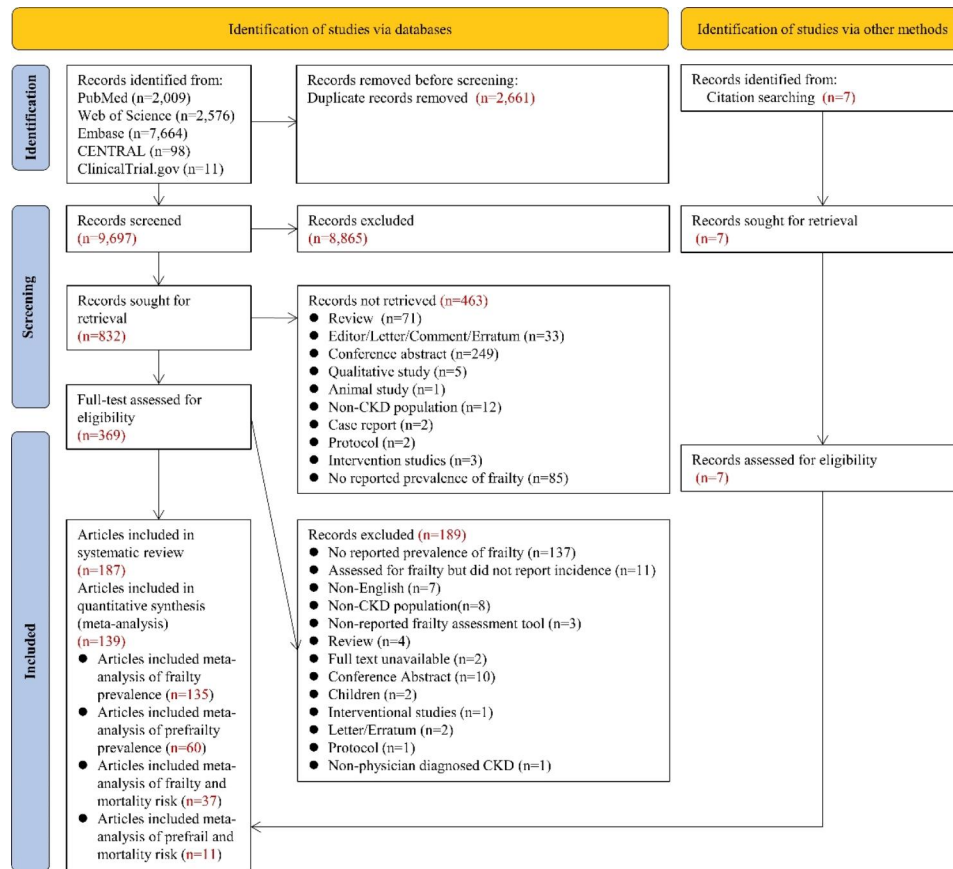 Identification of studies via databases
Identification of studies via other methods
Identification
Records identified from:
PubMed (n=2,009)
Web of Science (n=2,576)
Embase (n=7,664)
CENTRAL (n=98)
ClinicalTrial.gov (n=11)
Records removed before screening:
Duplicate records removed (n=2,661)
Records identified from:
Citation searching (n=7)
Screening
Records screened
(n=9,697)
Records excluded
(n=8,865)
Records sought for retrieval
(n=7)
Records sought for
retrieval
(n=832)
Records not retrieved (n=463)
● Review (n=71)
● Editor/Letter/Comment/Erratum (n=33)
● Conference abstract (n=249)
● Qualitative study (n=5)
● Animal study (n=1)
● Non-CKD population (n=12)
● Case report (n=2)
● Protocol (n=2)
● Intervention studies (n=3)
● No reported prevalence of frailty (n=85)
Full-test assessed for
eligibility
(n=369)
Records assessed for eligibility
(n=7)
Included
Articles included in
systematic review
(n=187)
Articles included in
quantitative synthesis
(meta-analysis)
(n=139)
● Articles included meta-
analysis of frailty
prevalence (n=135)
● Articles included meta-
analysis of prefrailty
prevalence (n=60)
● Articles included meta-
analysis of frailty and
mortality risk (n=37)
● Articles included meta-
analysis of prefrail and
mortality risk (n=11)
Records excluded (n=189)
● No reported prevalence of frailty (n=137)
● Assessed for frailty but did not report incidence (n=11)
● Non-English (n=7)
● Non-CKD population(n=8)
● Non-reported frailty assessment tool (n=3)
● Review (n=4)
● Full text unavailable (n=2)
● Conference Abstract (n=10)
● Children (n=2)
● Interventional studies (n=1)
● Letter/Erratum (n=2)
● Protocol (n=1)
● Non-physician diagnosed CKD (n=1)